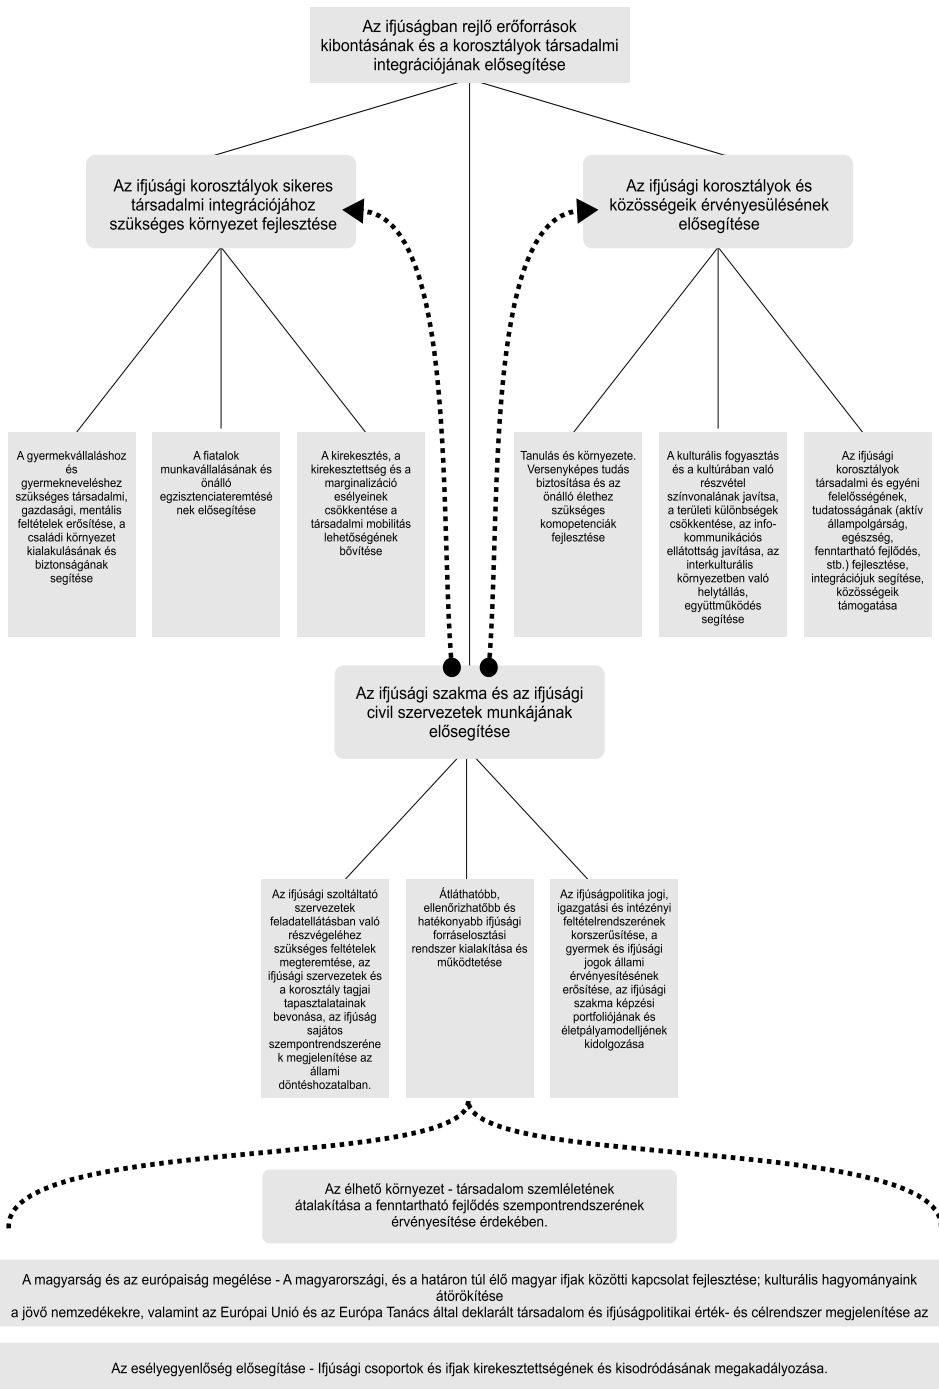 Az ifjúságban rejlő erőforrások
kibontásának és a korosztályok társadalmi
integrációjának elősegítése
Az ifjúsági korosztályok sikeres
társadalmi integrációjához
szükséges környezet fejlesztése
Az ifjúsági korosztályok és
közösségeik érvényesülésének
elősegítése
A gyermekvállaláshoz
és
gyermekneveléshez
szükséges társadalmi,
gazdasági, mentális
feltételek erősítése, a
családi környezet
kialakulásának és
biztonságának
segítése
A fiatalok
munkavállalásának és
önálló
egzisztenciateremtésé
nek elősegítése
A kirekesztés, a
kirekesztettség és a
marginalizáció
esélyeinek
csökkentése a
társadalmi mobilitás
lehetőségének
bővítése
Tanulás és környezete.
Versenyképes tudás
biztosítása és az
önálló élethez
szükséges
komopetenciák
fejlesztése
A kulturális fogyasztás
és a kultúrában való
részvétel
színvonalának javítsa,
a területi különbségek
csökkentése, az info-
kommunikációs
ellátottság javítása, az
interkulturális
környezetben való
helytállás,
együttműködés
segítése
Az ifjúsági
korosztályok
társadalmi és egyéni
felelősségének,
tudatosságának (aktív
állampolgárság,
egészség,
fenntartható fejlődés,
stb.) fejlesztése,
integrációjuk segítése,
közösségeik
támogatása
Az ifjúsági szakma és az ifjúsági
civil szervezetek munkájának
elősegítése
Az ifjúsági szoltáltató
szervezetek
feladatellátásban való
részvégeléhez
szükséges feltételek
megteremtése, az
ifjúsági szervezetek és
a korosztály tagjai
tapasztalatainak
bevonása, az ifjúság
sajátos
szempontrendszeréne
k megjelenítése az
állami
döntéshozatalban.
Átláthatóbb,
ellenőrizhatőbb és
hatékonyabb ifjúsági
forráselosztási
rendszer kialakítása és
működtetése
Az ifjúságpolitika jogi,
igazgatási és intézényi
feltételrendszerének
korszerűsítése, a
gyermek és ifjúsági
jogok állami
érvényesítésének
erősítése, az ifjúsági
szakma képzési
portfoliójának és
életpályamodelljének
kidolgozása
Az élhető környezet - társadalom szemléletének
átalakítása a fenntartható fejlődés szempontrendszerének
érvényesítése érdekében.
A magyarság és az európaiság megélése - A magyarországi, és a határon túl élő magyar ifjak közötti kapcsolat fejlesztése; kulturális hagyományaink
átörökítése
a jövő nemzedékekre, valamint az Európai Unió és az Európa Tanács által deklarált társadalom és ifjúságpolitikai érték- és célrendszer megjelenítése az
Az esélyegyenlőség elősegításe - Ifjúsági csoportok és ifjak kirekesztettségének és kisodródásának megakadályozása.